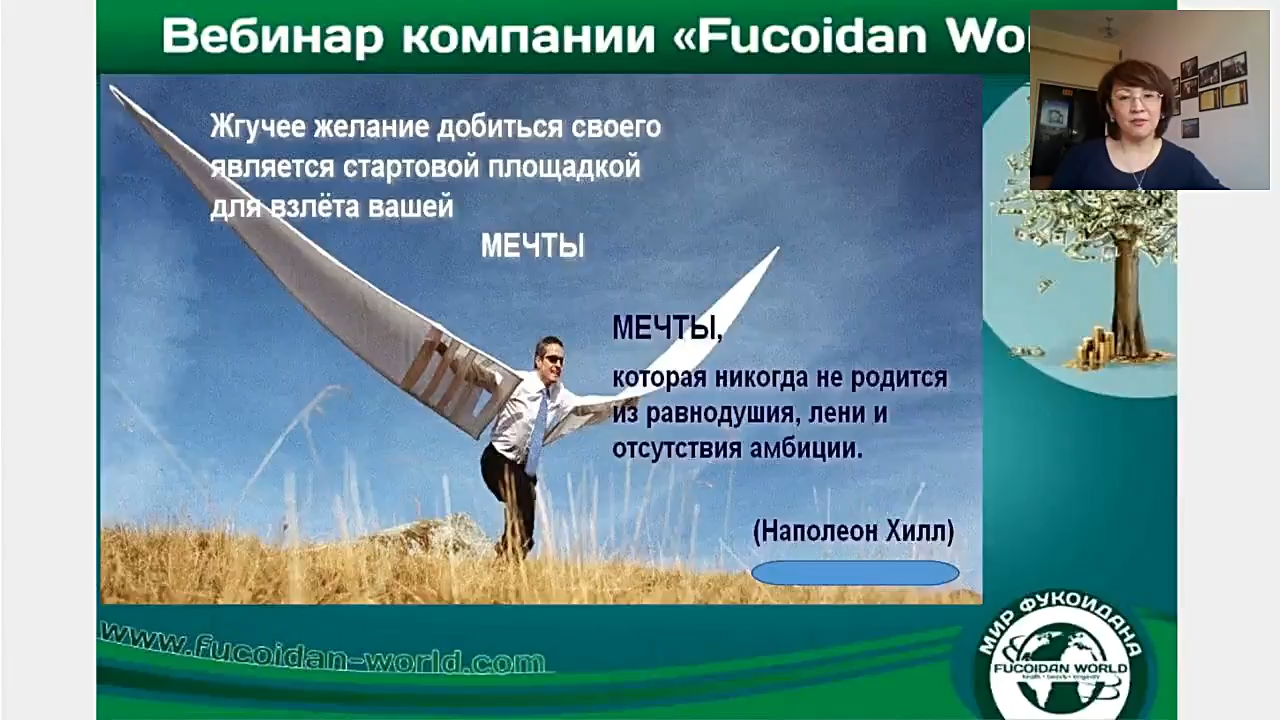 Вебинар компании «Fucoidan Wo
Жгучее желание добиться своего
является стартовой площадкой
для взлёта вашей
МЕЧТЫ
МЕЧТЫ,
которая никогда не родится
из равнодушия, лени и
отсутствия амбиции.
(Наполеон Хилл)
www.fucoidan-world.com
МИР ФУКОИДАНА
FUCOIDAN WORLD